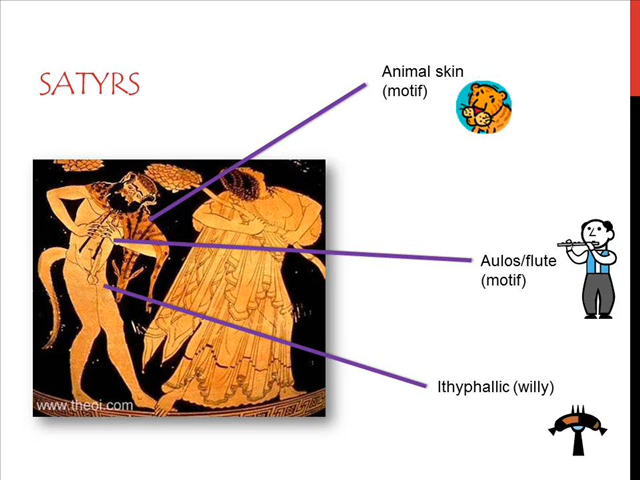 SATYRS
Animal skin
(motif)
Aulos/flute
(motif)
Ithyphallic (willy)
www.theoi.com